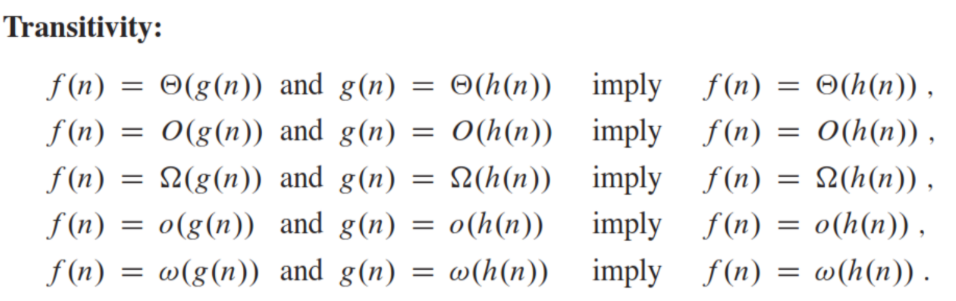 Transitivity:
f(n) = Θ(g(n)) and g(n) = Θ(h(n)) imply f(n) = Θ(h(n)) ,
f(n) = O(g(n)) and g(n) = O(h(n)) imply f(n) = O(h(n)) ,
f(n) = Ω(g(n)) and g(n) = Ω(h(n)) imply f(n) = Ω(h(n)) ,
f(n) = o(g(n)) and g(n) = o(h(n)) imply f(n) = o(h(n)) ,
f(n) = ω(g(n)) and g(n) = ω(h(n)) imply f(n) = ω(h(n)) .